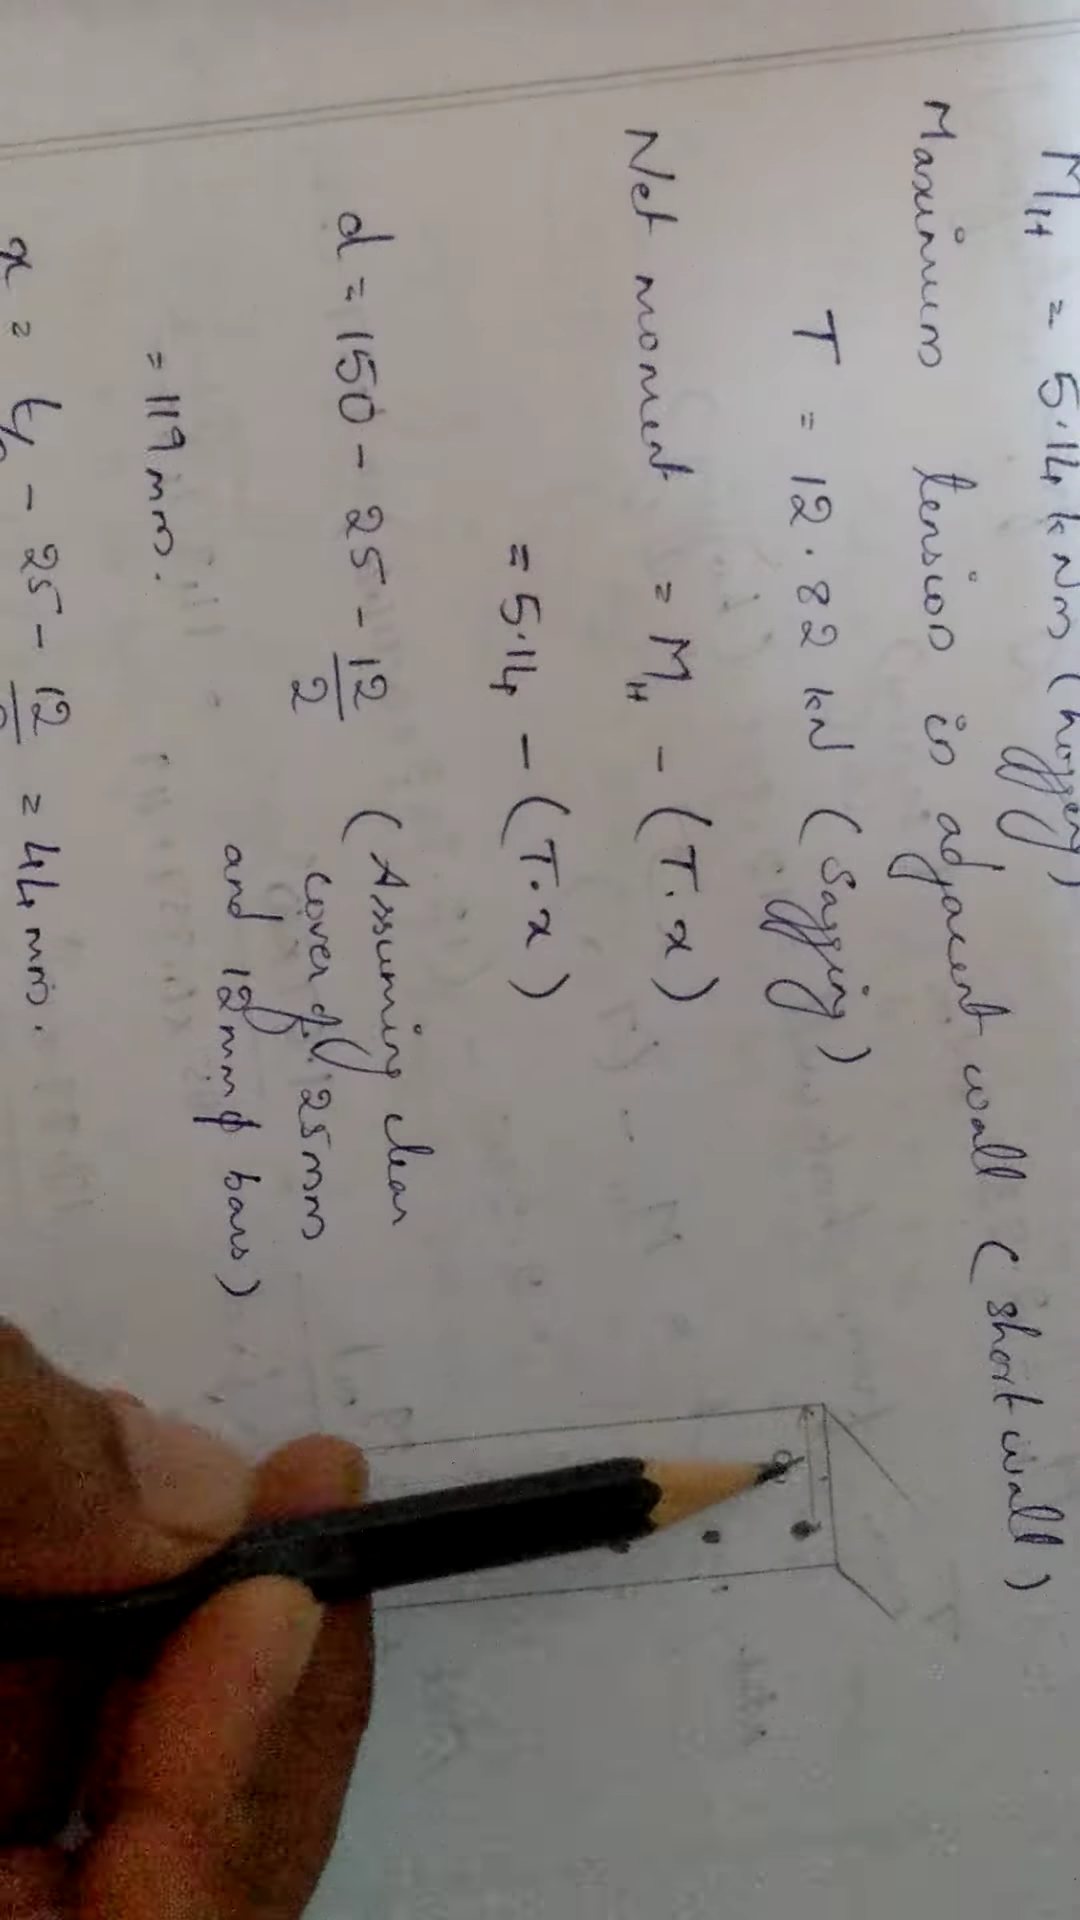 M_H = 5.14 kNm (hogging)
Maximum tension in adjacent wall (short wall)
T = 12.82 kN (Sagging)
Net moment = M_H - (T.x)
= 5.14 - (T.x)
d = 150 - 25 - 12/2 (Assuming clear
cover of 25mm
and 12mm ϕ bars)
= 119 mm.
x = - 25 - 12/2 = 44 mm.
d